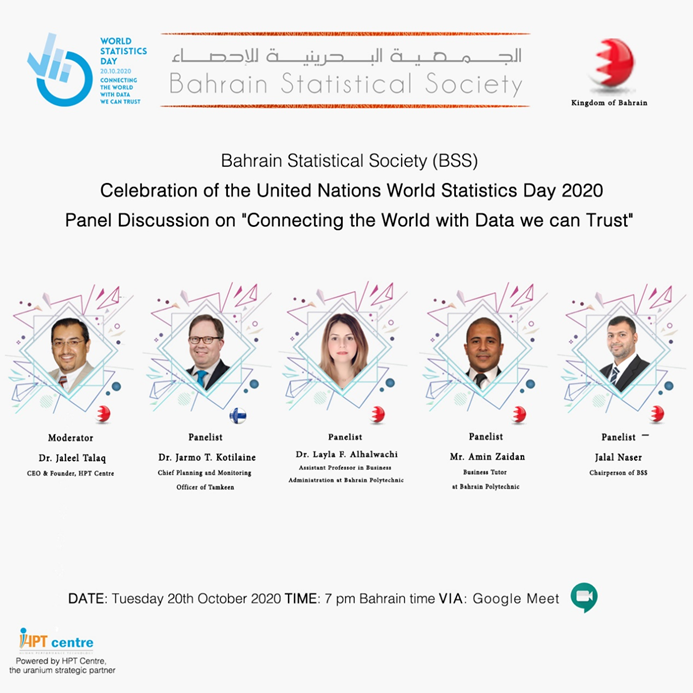 WORLD
STATISTICS
DAY
20.10.2020
CONNECTING
THE WORLD
WITH DATA
WE CAN TRUST
الجمعية البحرينية للإحصاء
Bahrain Statistical Society
Kingdom of Bahrain
Bahrain Statistical Society (BSS)
Celebration of the United Nations World Statistics Day 2020
Panel Discussion on "Connecting the World with Data we can Trust"
Moderator
Dr. Jaleel Talaq
CEO & Founder, HPT Centre
Panelist
Dr. Jarmo T. Kotilaine
Chief Planning and Monitoring
Officer of Tamkeen
Panelist
Dr. Layla F. Alhalwachi
Assistant Professor in Business
Administration at Bahrain Polytechnic
Panelist
Mr. Amin Zaidan
Business Tutor
at Bahrain Polytechnic
Panelist
Jalal Naser
Chairperson of BSS
DATE: Tuesday 20th October 2020 TIME: 7 pm Bahrain time VIA: Google Meet
HPT centre
Powered by HPT Centre,
the uranium strategic partner